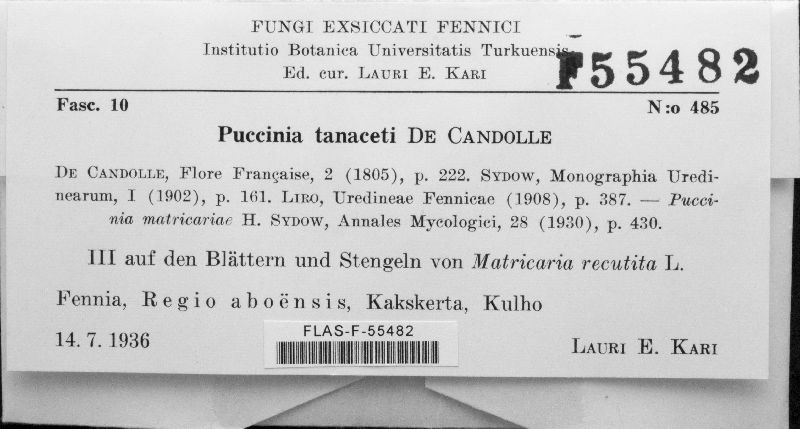 FUNGI EXSICCATI FENNICI
Institutio Botanica Universitatis Turkuensis
Ed. cur. LAURI E. KARI
F55482
Fasc. 10
N:o 485
Puccinia tanaceti DE CANDOLLE
DE CANDOLLE, Flore Française, 2 (1805), p. 222. SYDOW, Monographia Uredi-
nearum, I (1902), p. 161. LIRO, Uredineae Fennicae (1908), p. 387. — Pucci-
nia matricariae H. SYDOW, Annales Mycologici, 28 (1930), p. 430.
III auf den Blättern und Stengeln von Matricaria recutita L.
Fennia, Regio aboënsis, Kakskerta, Kulho
FLAS-F-55482
14. 7. 1936
LAURI E. KARI